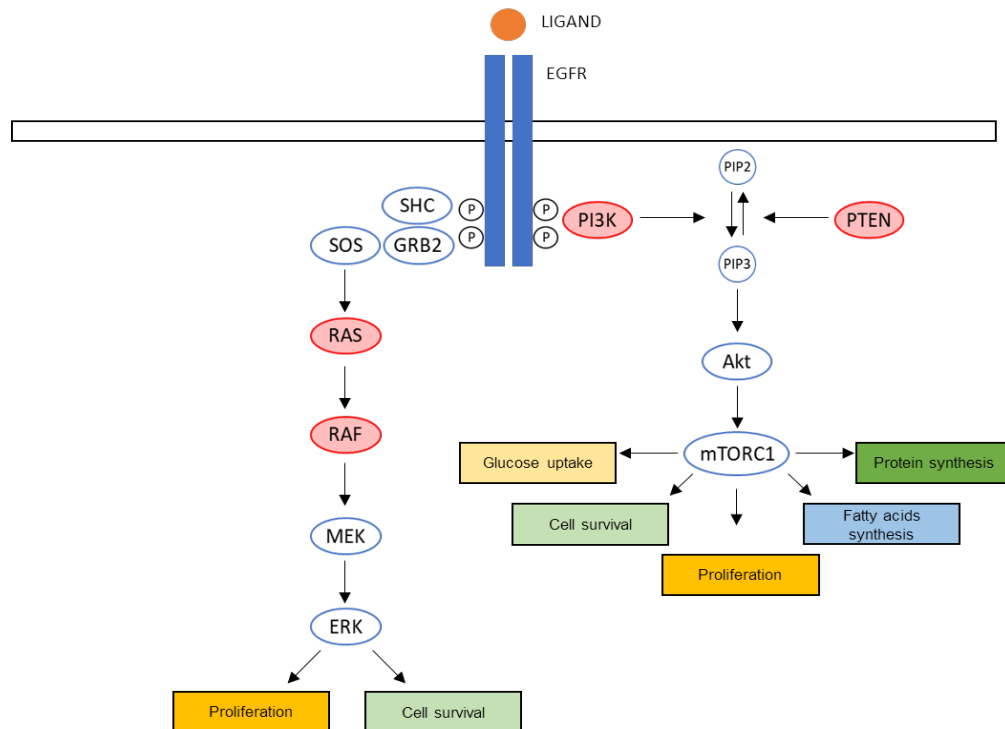 LIGAND
EGFR
PIP2
SHC
P
P
PI3K
PTEN
SOS
GRB2
P
P
PIP3
RAS
Akt
RAF
mTORC1
Glucose uptake
Protein synthesis
Cell survival
Fatty acids
synthesis
MEK
Proliferation
ERK
Proliferation
Cell survival